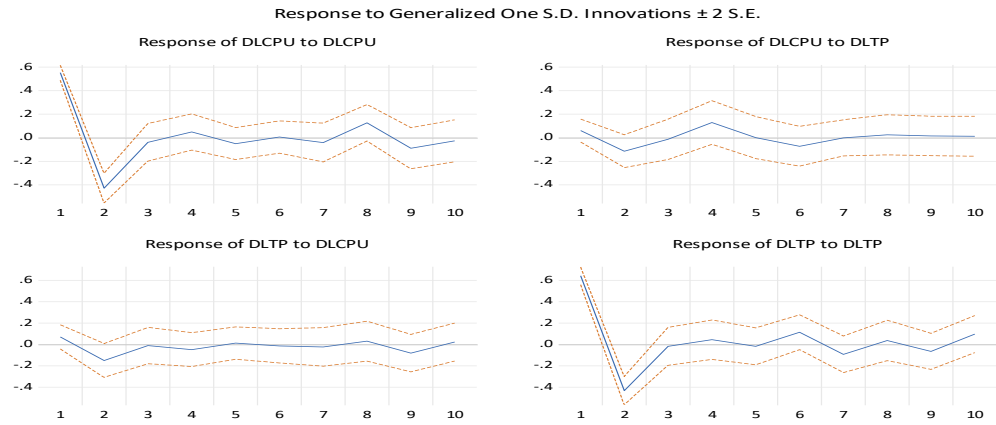 Response to Generalized One S.D. Innovations ± 2 S.E.
Response of DLCPU to DLCPU
.6
.4
.2
.0
-.2
-.4
1 2 3 4 5 6 7 8 9 10
Response of DLCPU to DLTP
.6
.4
.2
.0
-.2
-.4
1 2 3 4 5 6 7 8 9 10
Response of DLTP to DLCPU
.6
.4
.2
.0
-.2
-.4
1 2 3 4 5 6 7 8 9 10
Response of DLTP to DLTP
.6
.4
.2
.0
-.2
-.4
1 2 3 4 5 6 7 8 9 10